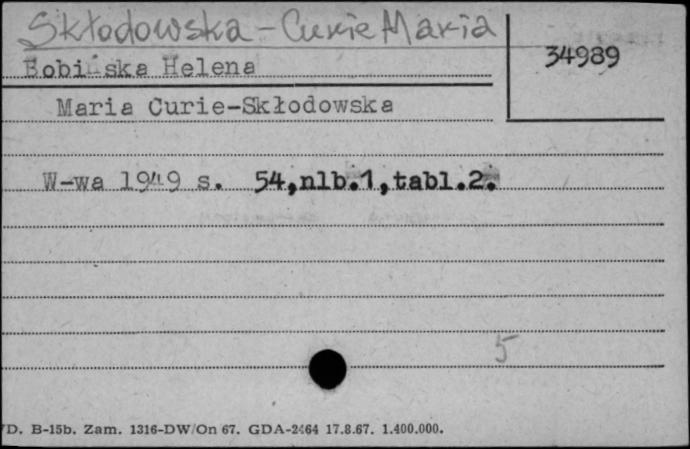 Skłodowska - Curie Maria
34989
Bobińska Helena
Maria Curie-Skłodowska
W-wa 1949 s. 54,nlb.1,tabl.2.
5
D. B-15b. Zam. 1316-DW/On 67. GDA-2464 17.8.67. 1.400.000.